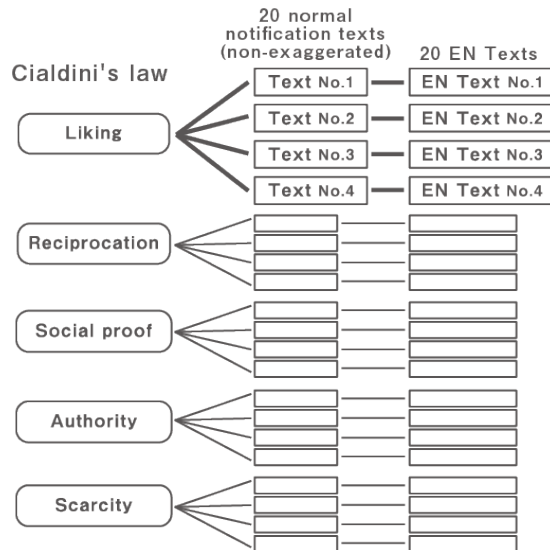 20 normal
notification texts
(non-exaggerated)
20 EN Texts
Cialdini's law
Liking
Text No.1
EN Text No.1
Text No.2
EN Text No.2
Text No.3
EN Text No.3
Text No.4
EN Text No.4
Reciprocation
Social proof
Authority
Scarcity